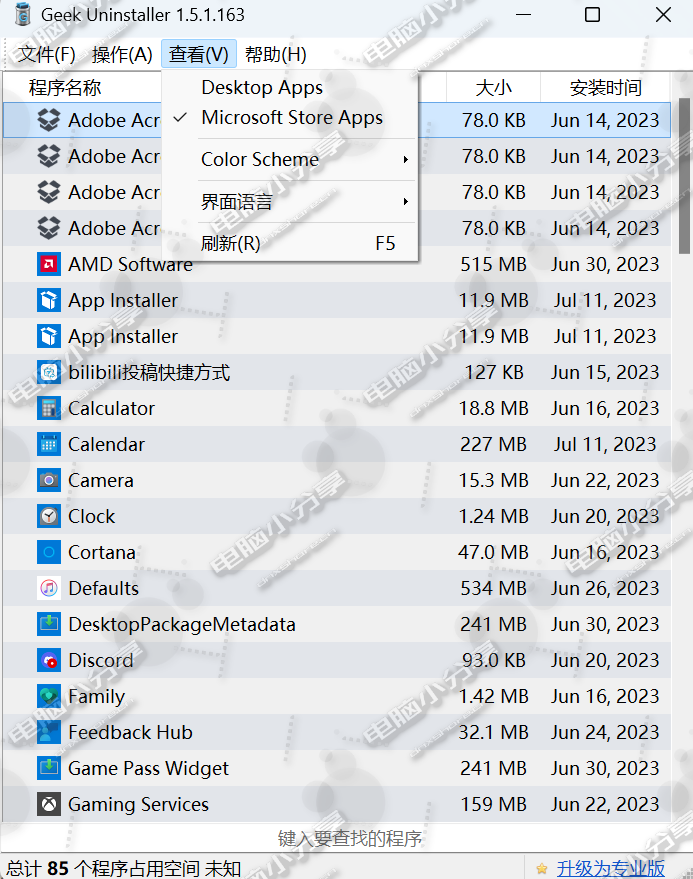 Geek Uninstaller 1.5.1.163
文件(F) 操作(A) 查看(V) 帮助(H)
程序名称 大小 安装时间
Desktop Apps
Microsoft Store Apps
Color Scheme
界面语言
刷新(R) F5
Adobe Acr 78.0 KB Jun 14, 2023
Adobe Acr 78.0 KB Jun 14, 2023
Adobe Acr 78.0 KB Jun 14, 2023
Adobe Acr 78.0 KB Jun 14, 2023
AMD Software 515 MB Jun 30, 2023
App Installer 11.9 MB Jul 11, 2023
App Installer 11.9 MB Jul 11, 2023
bilibili投稿快捷方式 127 KB Jun 15, 2023
Calculator 18.8 MB Jun 16, 2023
Calendar 227 MB Jul 11, 2023
Camera 15.3 MB Jun 22, 2023
Clock 1.24 MB Jun 20, 2023
Cortana 47.0 MB Jun 16, 2023
Defaults 534 MB Jun 26, 2023
DesktopPackageMetadata 241 MB Jun 30, 2023
Discord 93.0 KB Jun 20, 2023
Family 1.42 MB Jun 16, 2023
Feedback Hub 32.1 MB Jun 24, 2023
Game Pass Widget 241 MB Jun 30, 2023
Gaming Services 159 MB Jun 22, 2023
键入要查找的程序
总计 85 个程序占用空间 未知 升级为专业版
电脑小分享